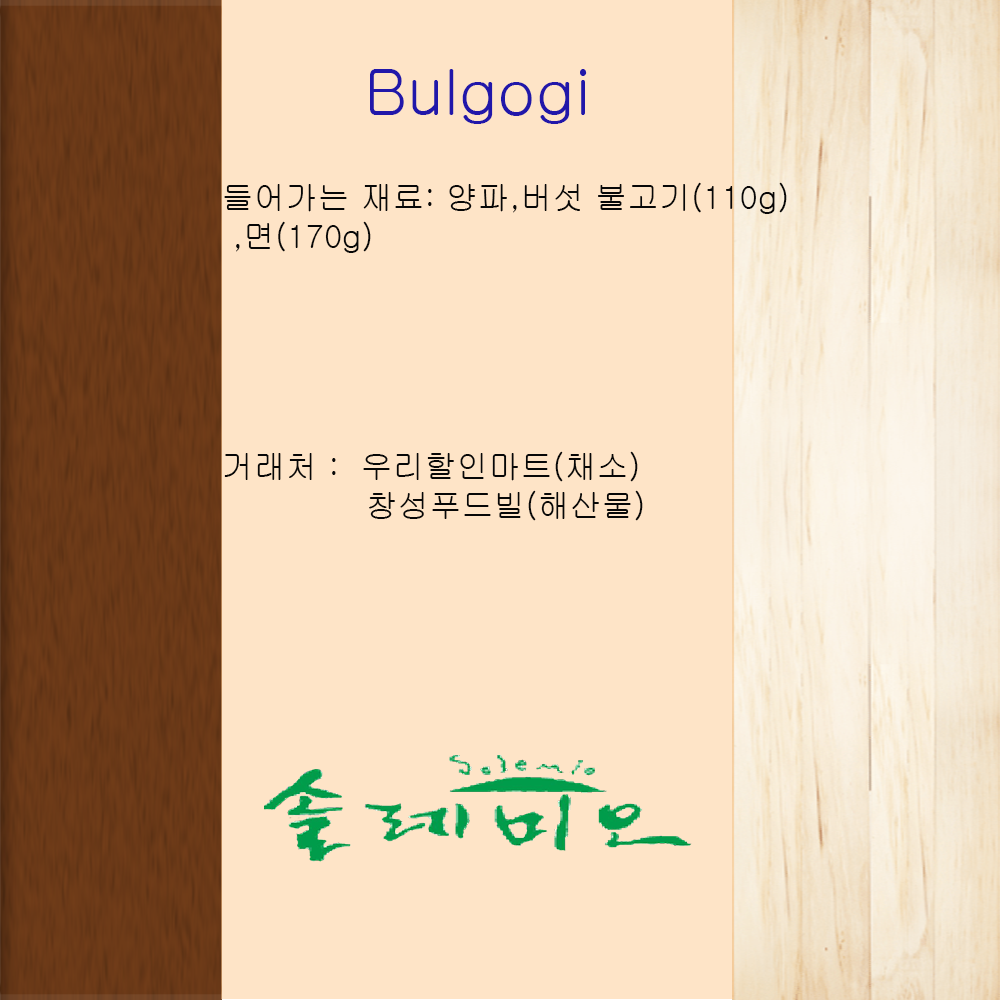 Bulgogi
들어가는 재료: 양파,버섯 불고기(110g)
,면(170g)
거래처 : 우리할인마트(채소)
창성푸드빌(해산물)
Solemio
솔레미오